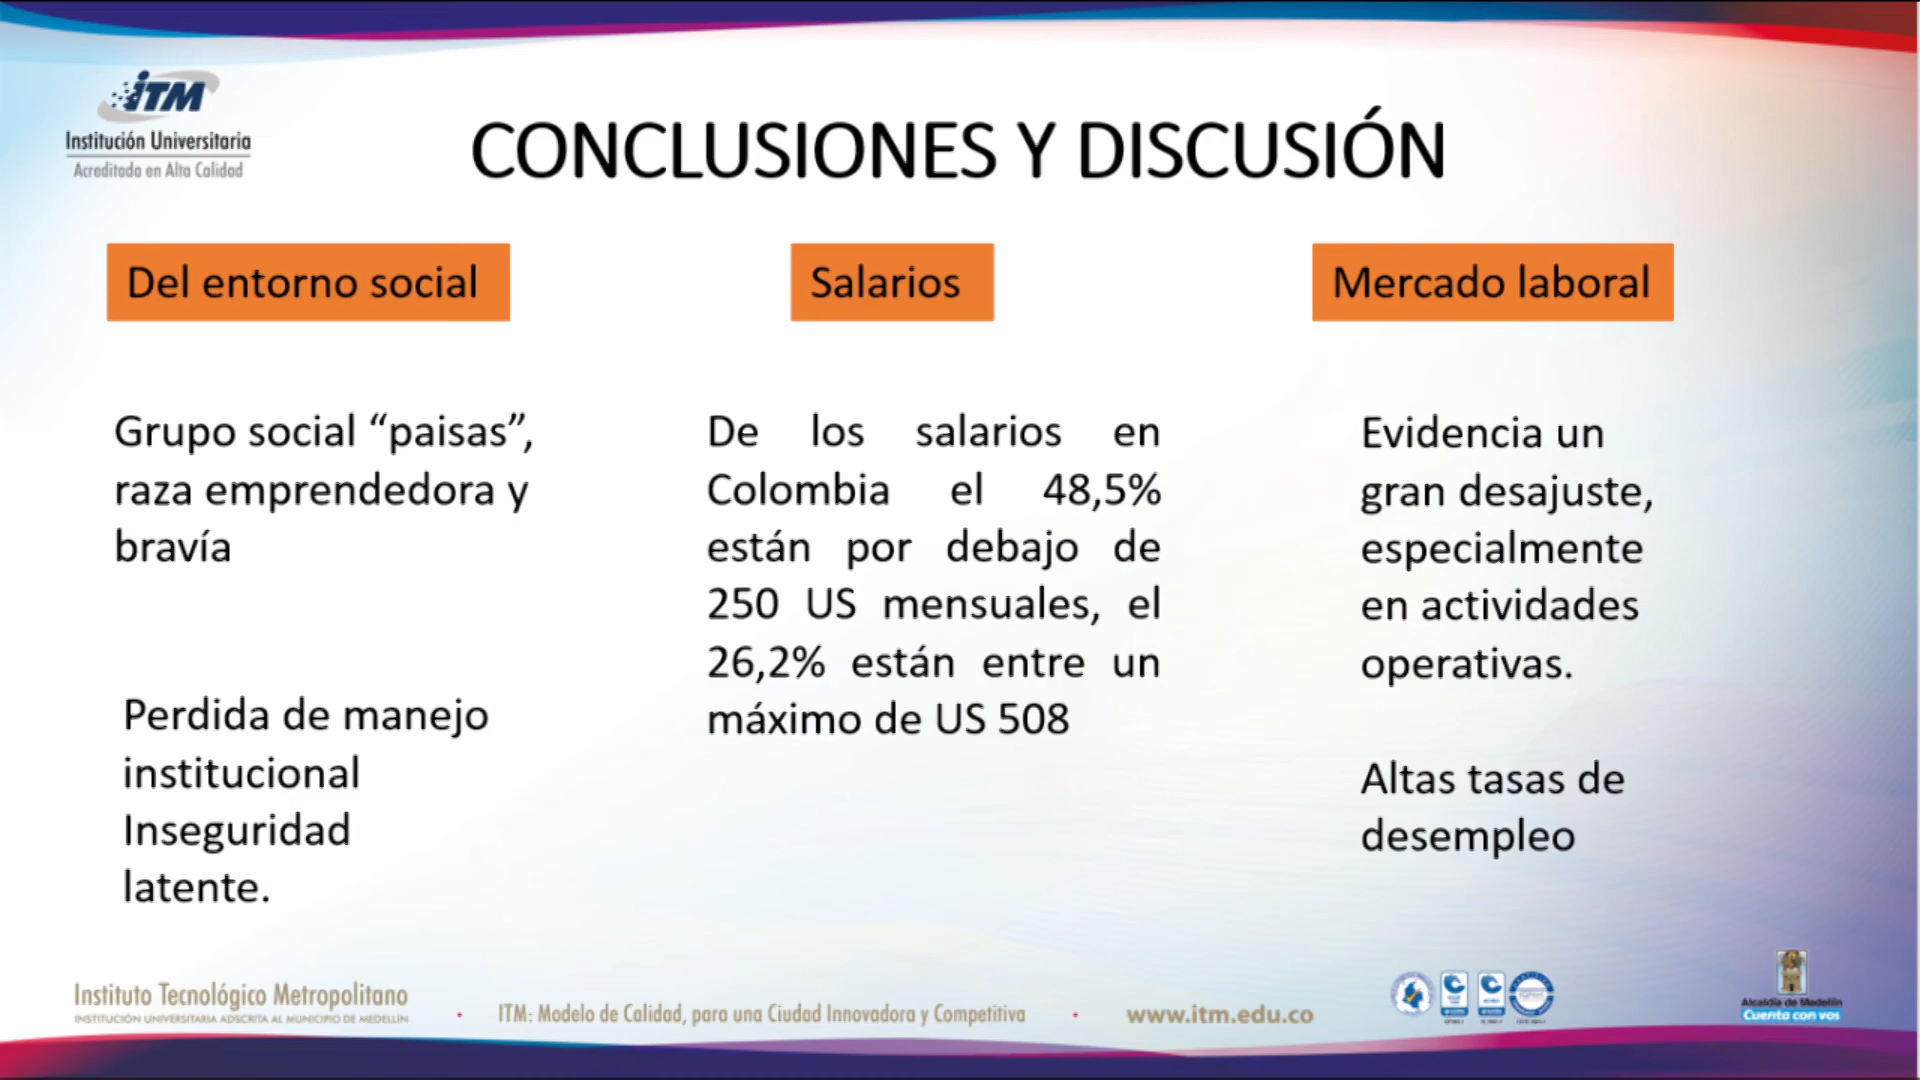 iTM
Institución Universitaria
Acreditada en Alta Calidad
CONCLUSIONES Y DISCUSIÓN
Del entorno social
Grupo social “paisas”,
raza emprendedora y
bravía
Perdida de manejo
institucional
Inseguridad
latente.
Salarios
De los salarios en
Colombia el 48,5%
están por debajo de
250 US mensuales, el
26,2% están entre un
máximo de US 508
Mercado laboral
Evidencia un
gran desajuste,
especialmente
en actividades
operativas.
Altas tasas de
desempleo
Instituto Tecnológico Metropolitano
INSTITUCIÓN UNIVERSITARIA ADSCRITA AL MUNICIPIO DE MEDELLÍN
ITM: Modelo de Calidad, para una Ciudad Innovadora y Competitiva
www.itm.edu.co
Alcaldía de Medellín
Cuenta con vos